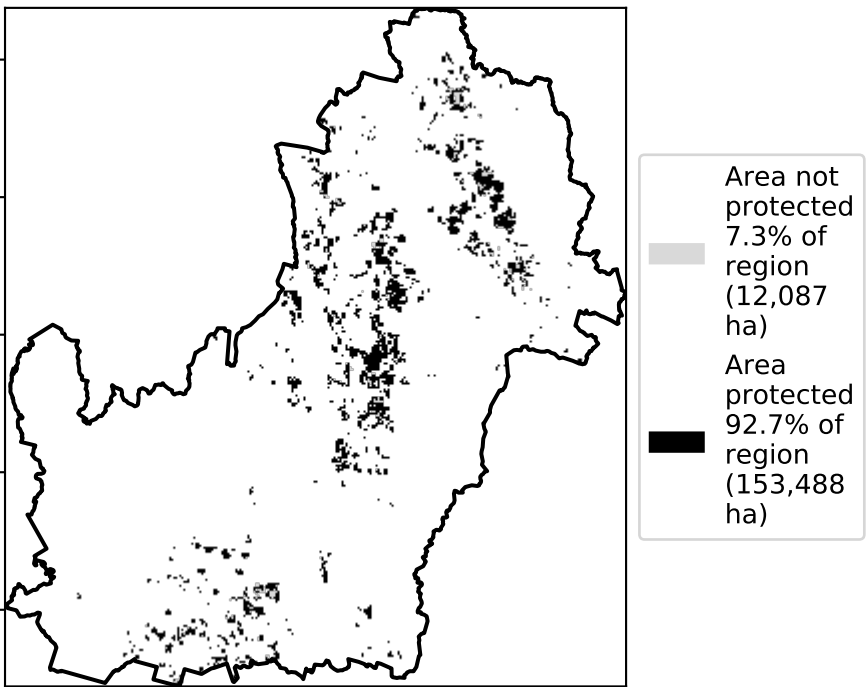 Area not
protected
7.3% of
region
(12,087
ha)
Area
protected
92.7% of
region
(153,488
ha)